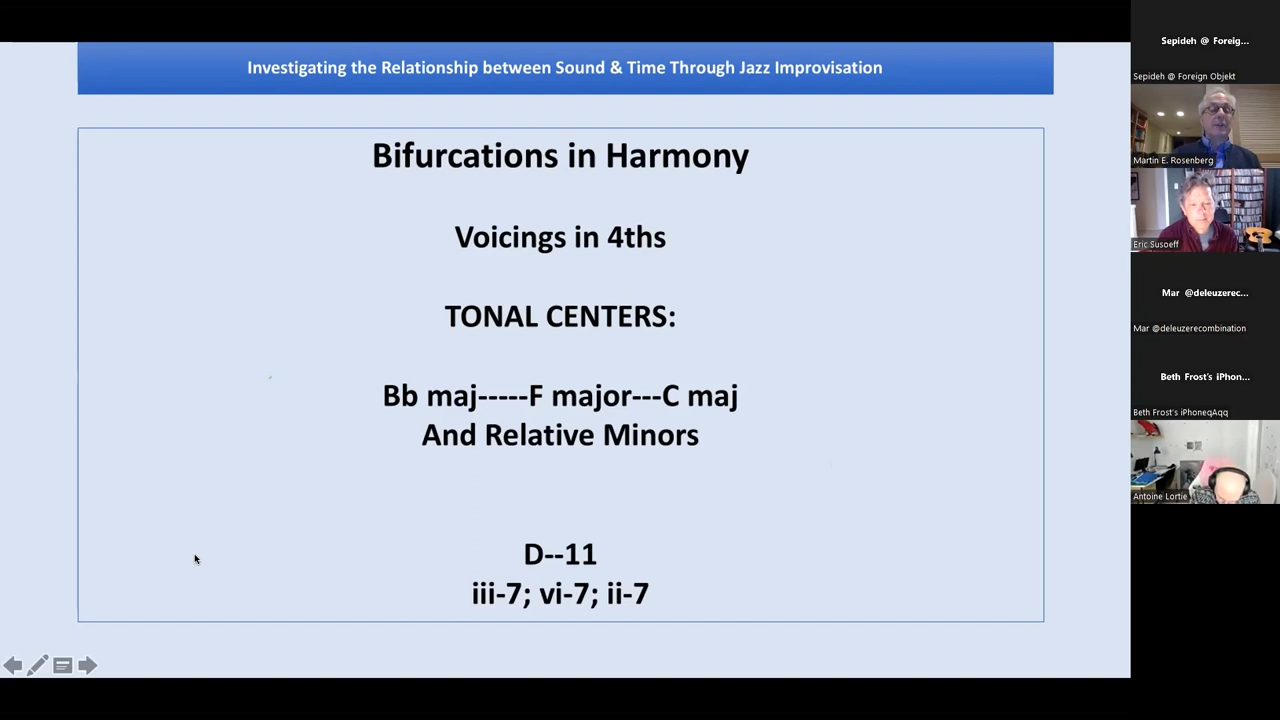 Investigating the Relationship between Sound & Time Through Jazz Improvisation
Bifurcations in Harmony
Voicings in 4ths
TONAL CENTERS:
Bb maj-----F major---C maj
And Relative Minors
D--11
iii-7; vi-7; ii-7
Sepideh @ Foreig...
Sepideh @ Foreign Objekt
Martin E. Rosenberg
Eric Susoeff
Mar @deleuzerec...
Mar @deleuzerecombination
Beth Frost's iPhon...
Beth Frost's iPhoneqAqq
Antoine Lortie